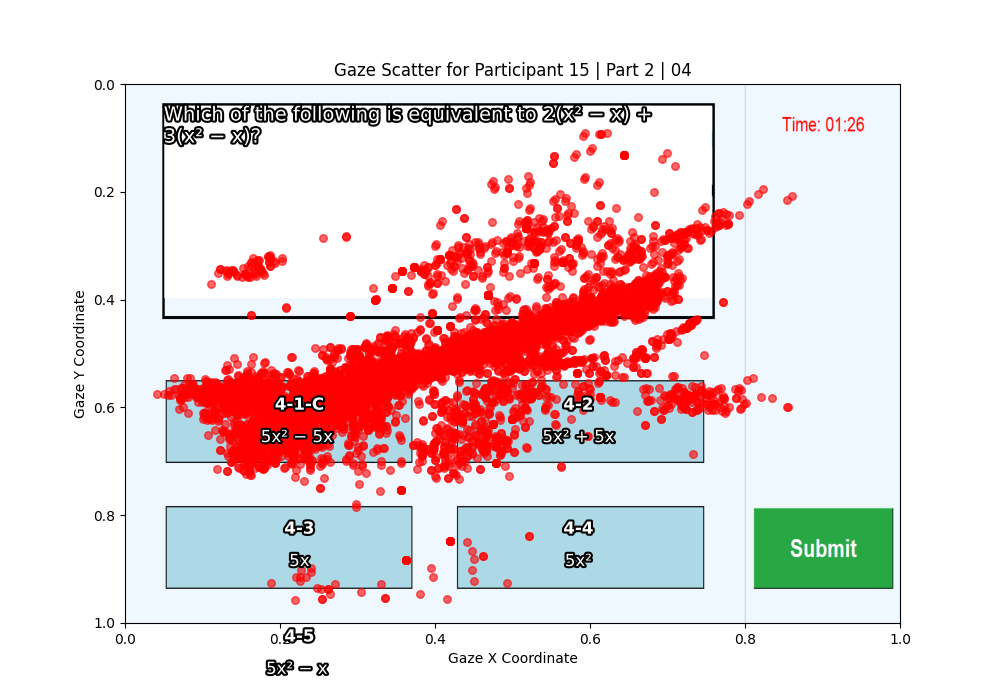 Gaze Scatter for Participant 15 | Part 2 | 04
Which of the following is equivalent to 2(x² − x) +
3(x² − x)?
Time: 01:26
4-1-C
5x² − 5x
4-2
5x² + 5x
4-3
5x
4-4
5x²
Submit
4-5
5x² − x
Gaze Y Coordinate
0.0
0.2
0.4
0.6
0.8
1.0
0.0
0.2
0.4
0.6
0.8
1.0
Gaze X Coordinate